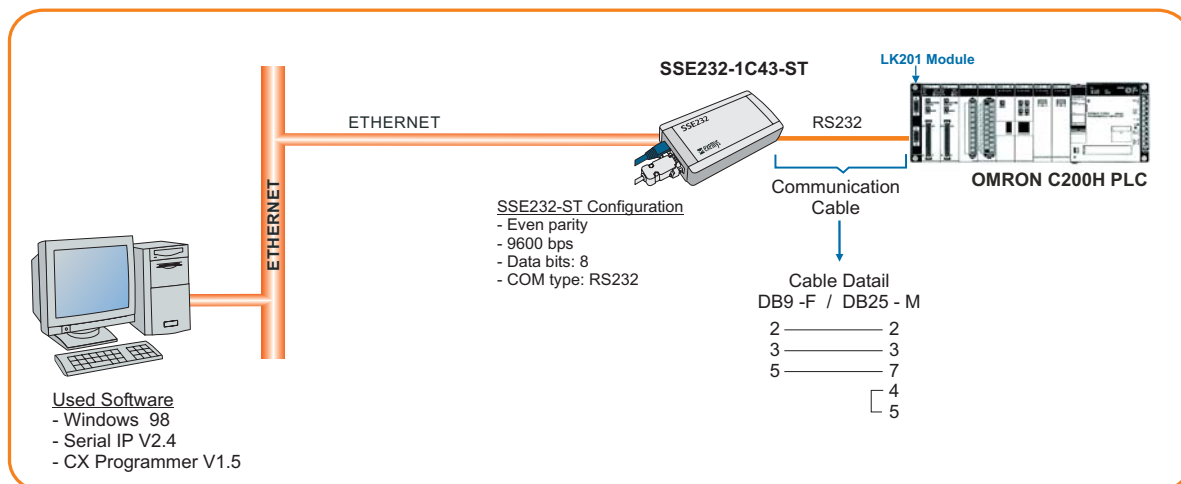 SSE232-1C43-ST
LK201 Module
ETHERNET
RS232
SSE232
exemys
OMRON C200H PLC
Communication
Cable
SSE232-ST Configuration
- Even parity
- 9600 bps
- Data bits: 8
- COM type: RS232
ETHERNET
Cable Datail
DB9 -F / DB25 - M
2 2
3 3
5 7
4
5
Used Software
- Windows 98
- Serial IP V2.4
- CX Programmer V1.5